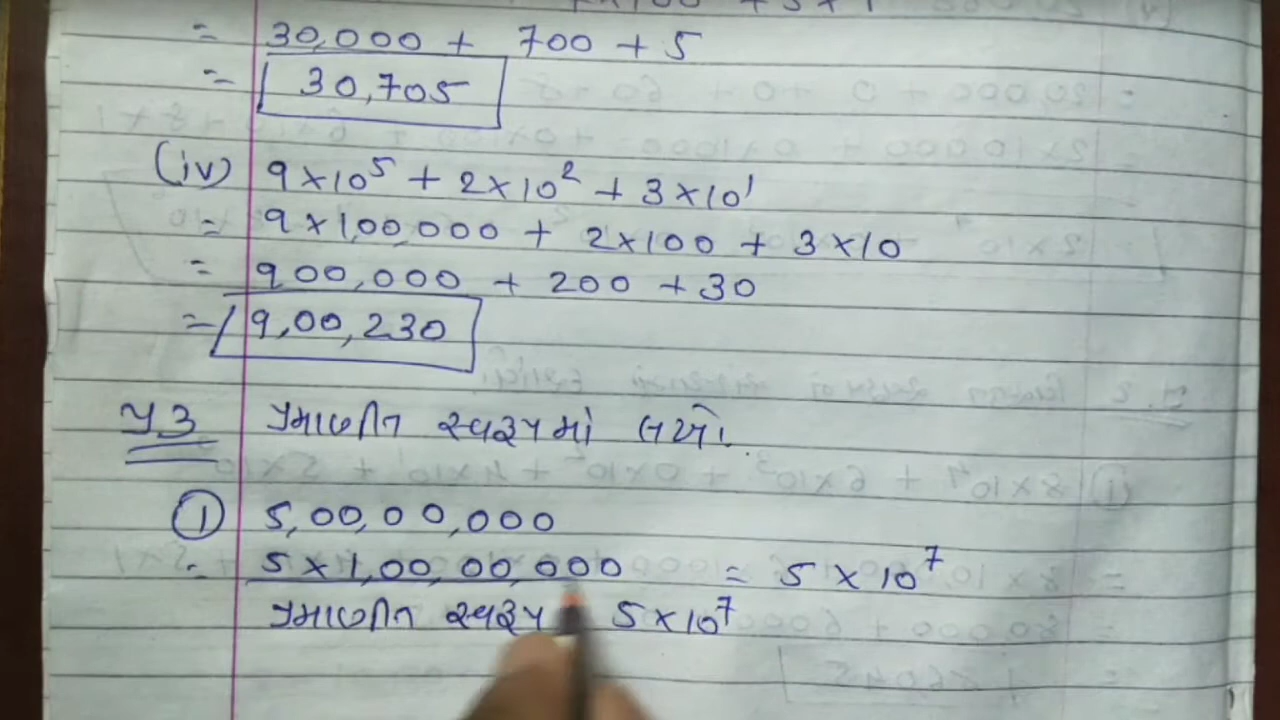 = 30,000 + 700 + 5
= 30,705
(iv) 9×10⁵ + 2×10² + 3×10¹
= 9×1,00,000 + 2×100 + 3×10
= 900,000 + 200 + 30
= 9,00,230
પ્ર.3 પ્રમાણિત સ્વરૂપમાં લખો.
① 5,00,00,000
= 5×1,00,00,000 = 5×10⁷
પ્રમાણિત સ્વરૂપ 5×10⁷